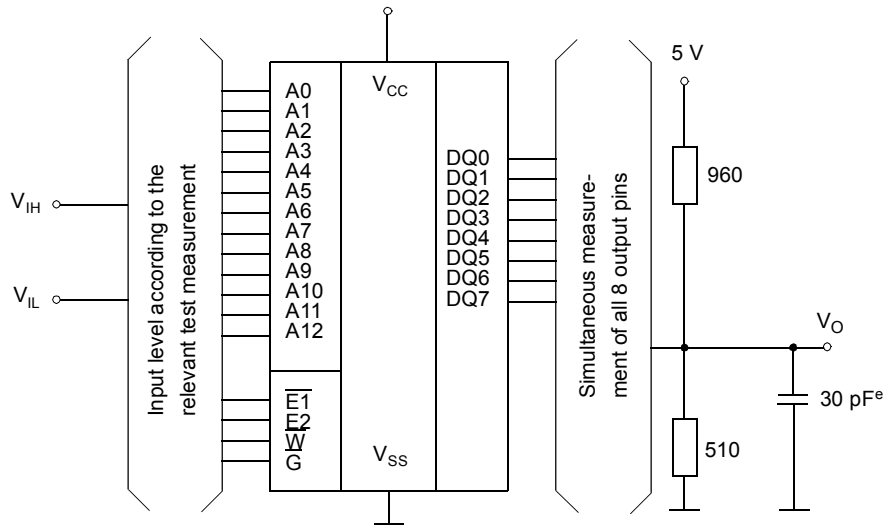 V_IH
V_IL
Input level according to the
relevant test measurement
A0
A1
A2
A3
A4
A5
A6
A7
A8
A9
A10
A11
A12
E̅1̅
E2
W̅
G̅
V_CC
V_SS
DQ0
DQ1
DQ2
DQ3
DQ4
DQ5
DQ6
DQ7
Simultaneous measure-
ment of all 8 output pins
5 V
960
V_O
30 pFᵉ
510